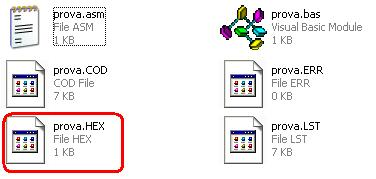 prova.asm
File ASM
1 KB
prova.bas
Visual Basic Module
1 KB
prova.COD
COD File
7 KB
prova.ERR
File ERR
0 KB
prova.HEX
File HEX
1 KB
prova.LST
File LST
7 KB